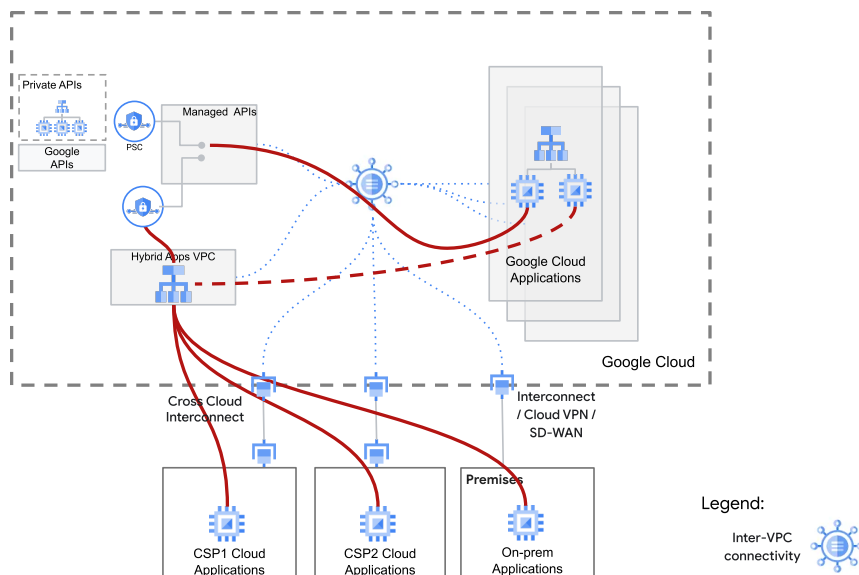 Private APIs
Managed APIs
PSC
Google
APIs
Hybrid Apps VPC
Google Cloud
Applications
Google Cloud
Cross Cloud
Interconnect
Interconnect
/ Cloud VPN /
SD-WAN
Premises
CSP1 Cloud
Applications
CSP2 Cloud
Applications
On-prem
Applications
Legend:
Inter-VPC
connectivity